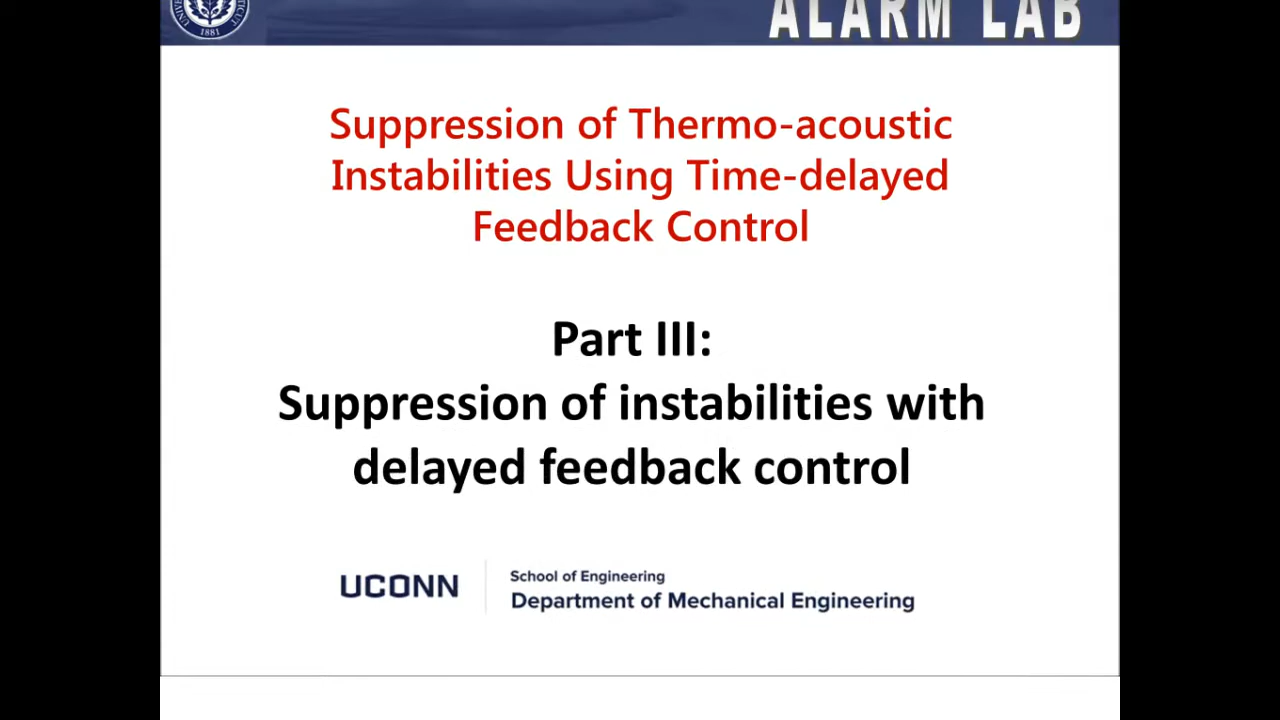 ALARM LAB
1881
Suppression of Thermo-acoustic
Instabilities Using Time-delayed
Feedback Control
Part III:
Suppression of instabilities with
delayed feedback control
UCONN
School of Engineering
Department of Mechanical Engineering